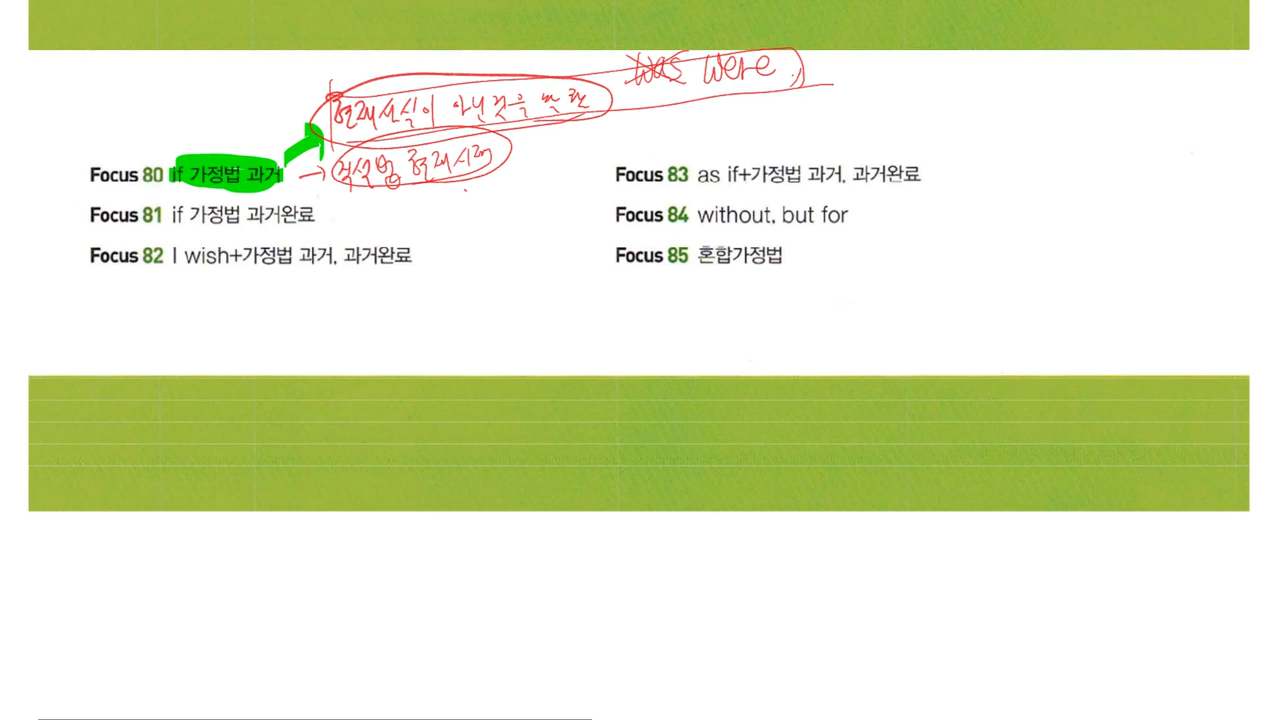 was were
현재사실이 아닌것을 표현
Focus 80 if 가정법 과거 → 직설법 현재시제
Focus 81 if 가정법 과거완료
Focus 82 I wish+가정법 과거, 과거완료
Focus 83 as if+가정법 과거, 과거완료
Focus 84 without, but for
Focus 85 혼합가정법